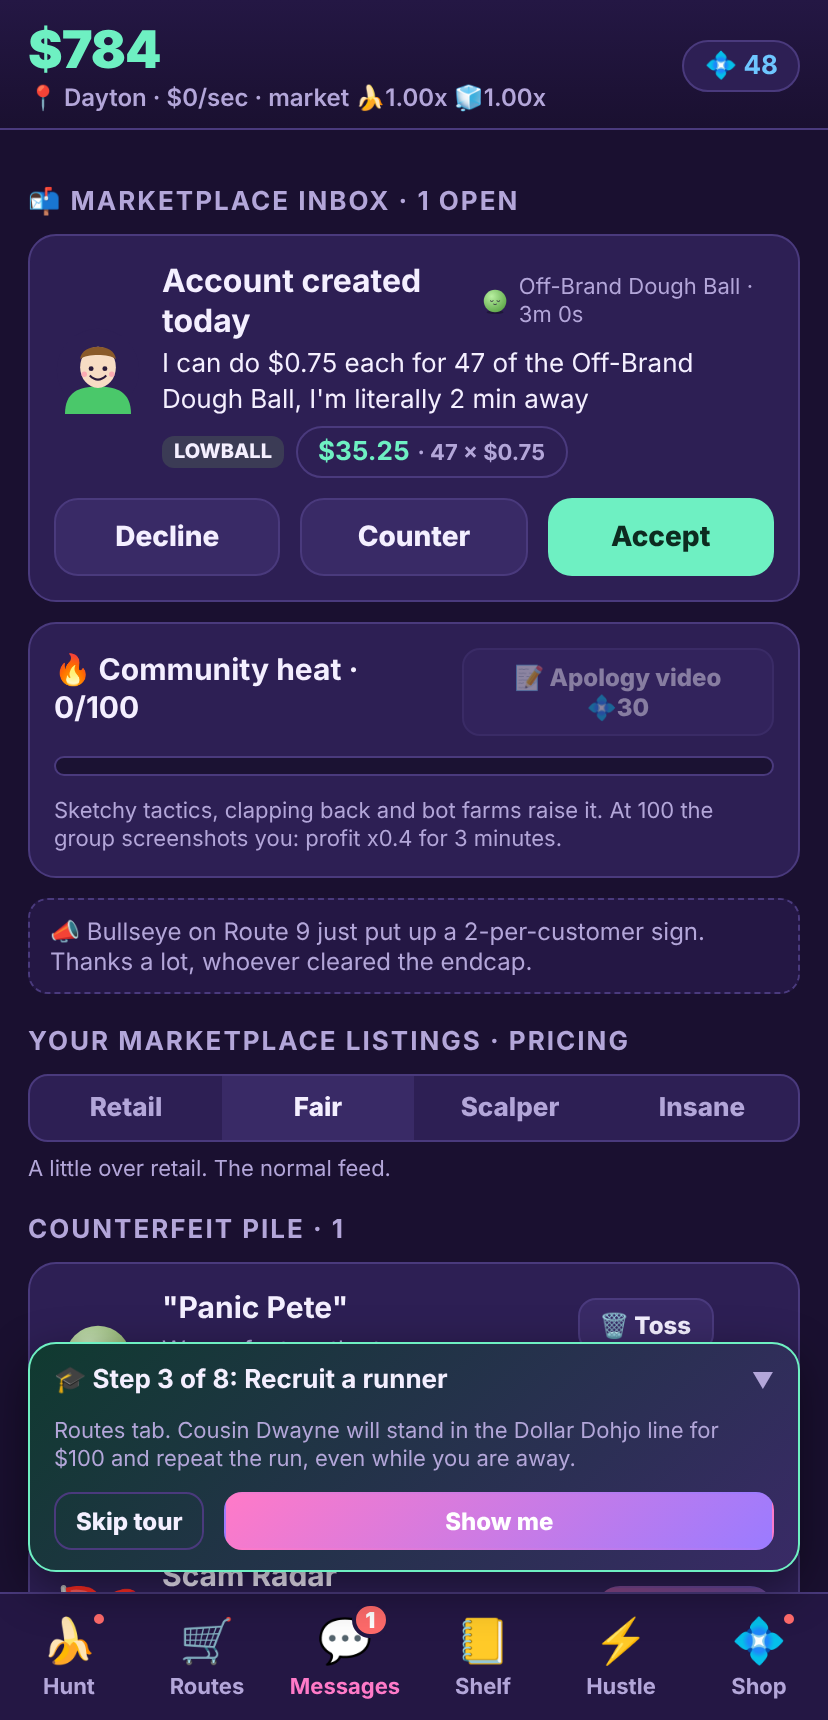 $784
Dayton · $0/sec · market 1.00x 1.00x
48
MARKETPLACE INBOX · 1 OPEN
Account created
today
Off-Brand Dough Ball ·
3m 0s
I can do $0.75 each for 47 of the Off-Brand
Dough Ball, I'm literally 2 min away
LOWBALL
$35.25 · 47 × $0.75
Decline
Counter
Accept
Community heat ·
0/100
Apology video
30
Sketchy tactics, clapping back and bot farms raise it. At 100 the
group screenshots you: profit x0.4 for 3 minutes.
Bullseye on Route 9 just put up a 2-per-customer sign.
Thanks a lot, whoever cleared the endcap.
YOUR MARKETPLACE LISTINGS · PRICING
Retail
Fair
Scalper
Insane
A little over retail. The normal feed.
COUNTERFEIT PILE · 1
"Panic Pete"
Toss
Step 3 of 8: Recruit a runner
▼
Routes tab. Cousin Dwayne will stand in the Dollar Dohjo line for
$100 and repeat the run, even while you are away.
Skip tour
Show me
Scam Radar
1
Hunt
Routes
Messages
Shelf
Hustle
Shop